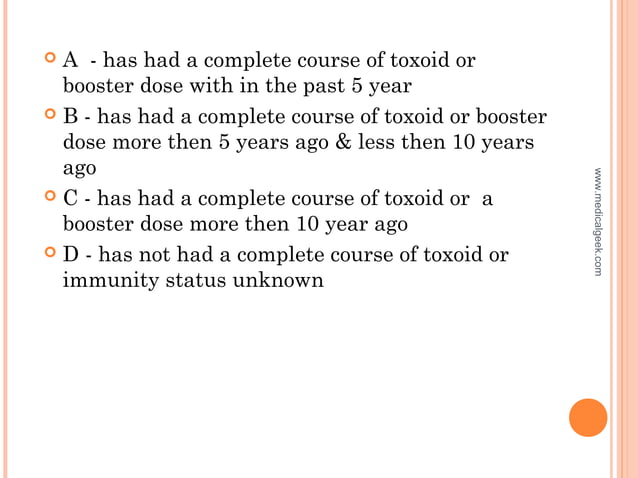 A - has had a complete course of toxoid or
booster dose with in the past 5 year
B - has had a complete course of toxoid or booster
dose more then 5 years ago & less then 10 years
ago
C - has had a complete course of toxoid or a
booster dose more then 10 year ago
D - has not had a complete course of toxoid or
immunity status unknown
www.medicalgeek.com